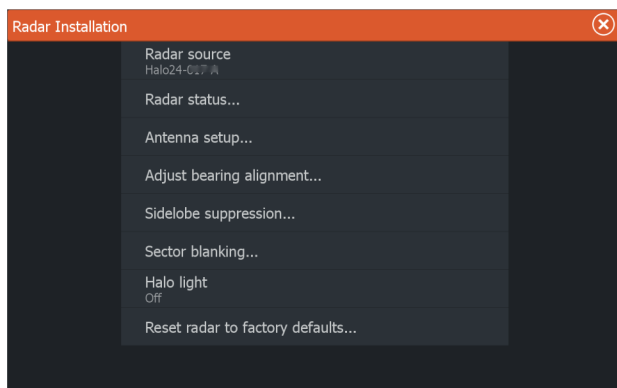 Radar Installation
Radar source
Halo24-
Radar status...
Antenna setup...
Adjust bearing alignment...
Sidelobe suppression...
Sector blanking...
Halo light
Off
Reset radar to factory defaults...